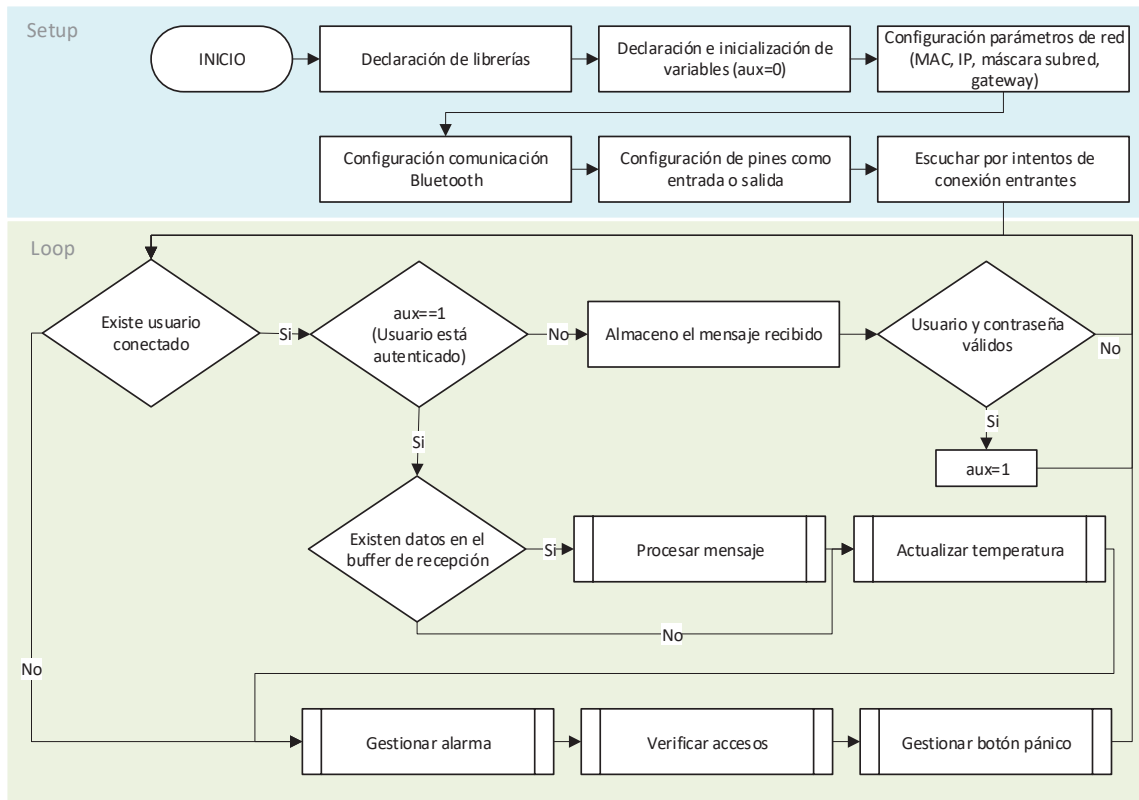 Setup
INICIO
Declaración de librerías
Declaración e inicialización de
variables (aux=0)
Configuración parámetros de red
(MAC, IP, máscara subred,
gateway)
Configuración comunicación
Bluetooth
Configuración de pines como
entrada o salida
Escuchar por intentos de
conexión entrantes
Loop
Existe usuario
conectado
Si
aux==1
(Usuario está
autenticado)
No
Almaceno el mensaje recibido
Usuario y contraseña
válidos
No
Si
Si
aux=1
Existen datos en el
buffer de recepción
Si
Procesar mensaje
Actualizar temperatura
No
No
Gestionar alarma
Verificar accesos
Gestionar botón pánico